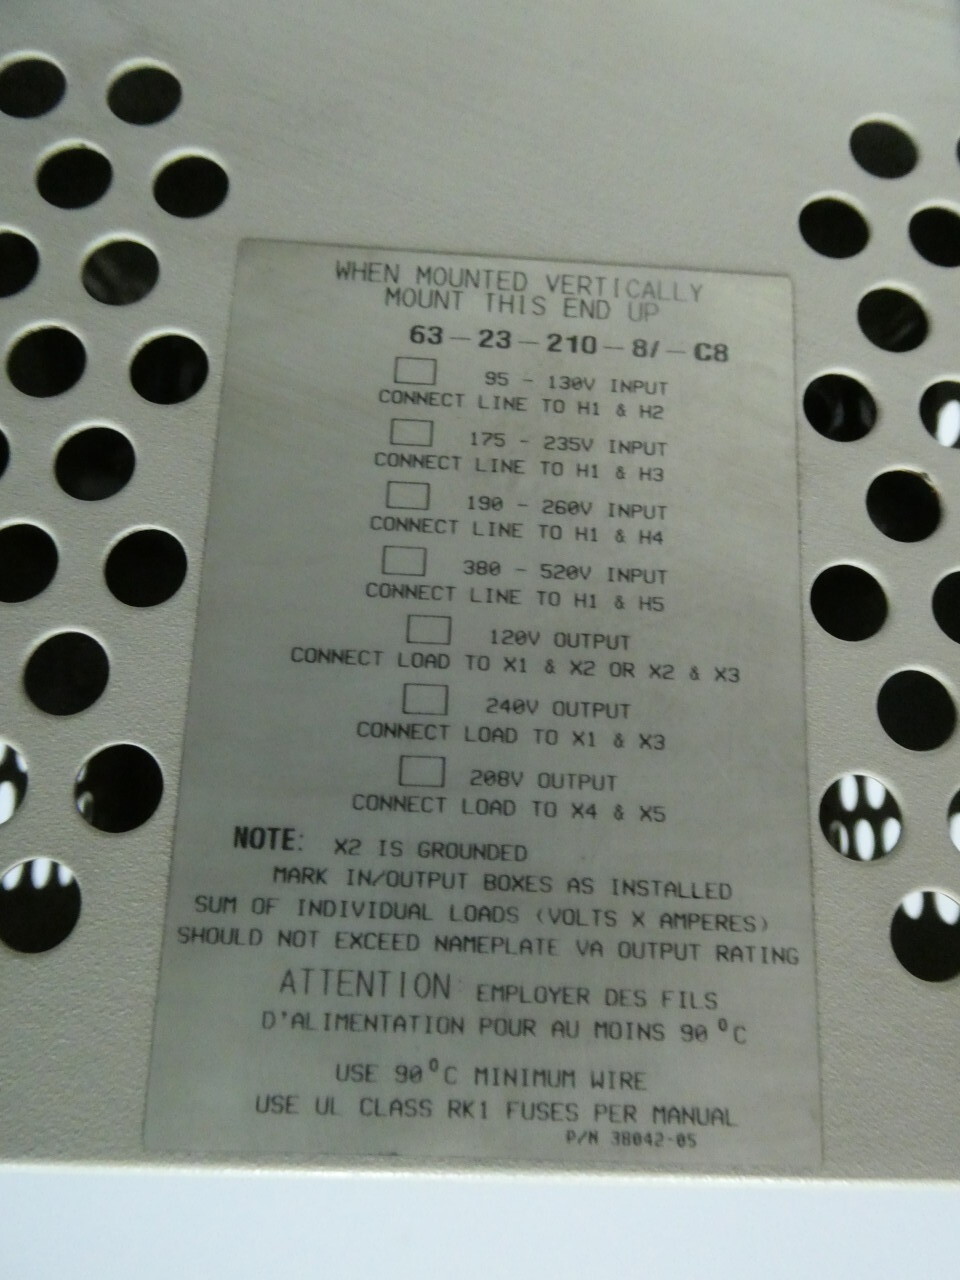 WHEN MOUNTED VERTICALLY
MOUNT THIS END UP
63-23-210-8/-C8
95 - 130V INPUT
CONNECT LINE TO H1 & H2
175 - 235V INPUT
CONNECT LINE TO H1 & H3
190 - 260V INPUT
CONNECT LINE TO H1 & H4
380 - 520V INPUT
CONNECT LINE TO H1 & H5
120V OUTPUT
CONNECT LOAD TO X1 & X2 OR X2 & X3
240V OUTPUT
CONNECT LOAD TO X1 & X3
208V OUTPUT
CONNECT LOAD TO X4 & X5
NOTE: X2 IS GROUNDED
MARK IN/OUTPUT BOXES AS INSTALLED
SUM OF INDIVIDUAL LOADS (VOLTS X AMPERES)
SHOULD NOT EXCEED NAMEPLATE VA OUTPUT RATING
ATTENTION: EMPLOYER DES FILS
D'ALIMENTATION POUR AU MOINS 90 °C
USE 90°C MINIMUM WIRE
USE UL CLASS RK1 FUSES PER MANUAL
P/N 38042-05